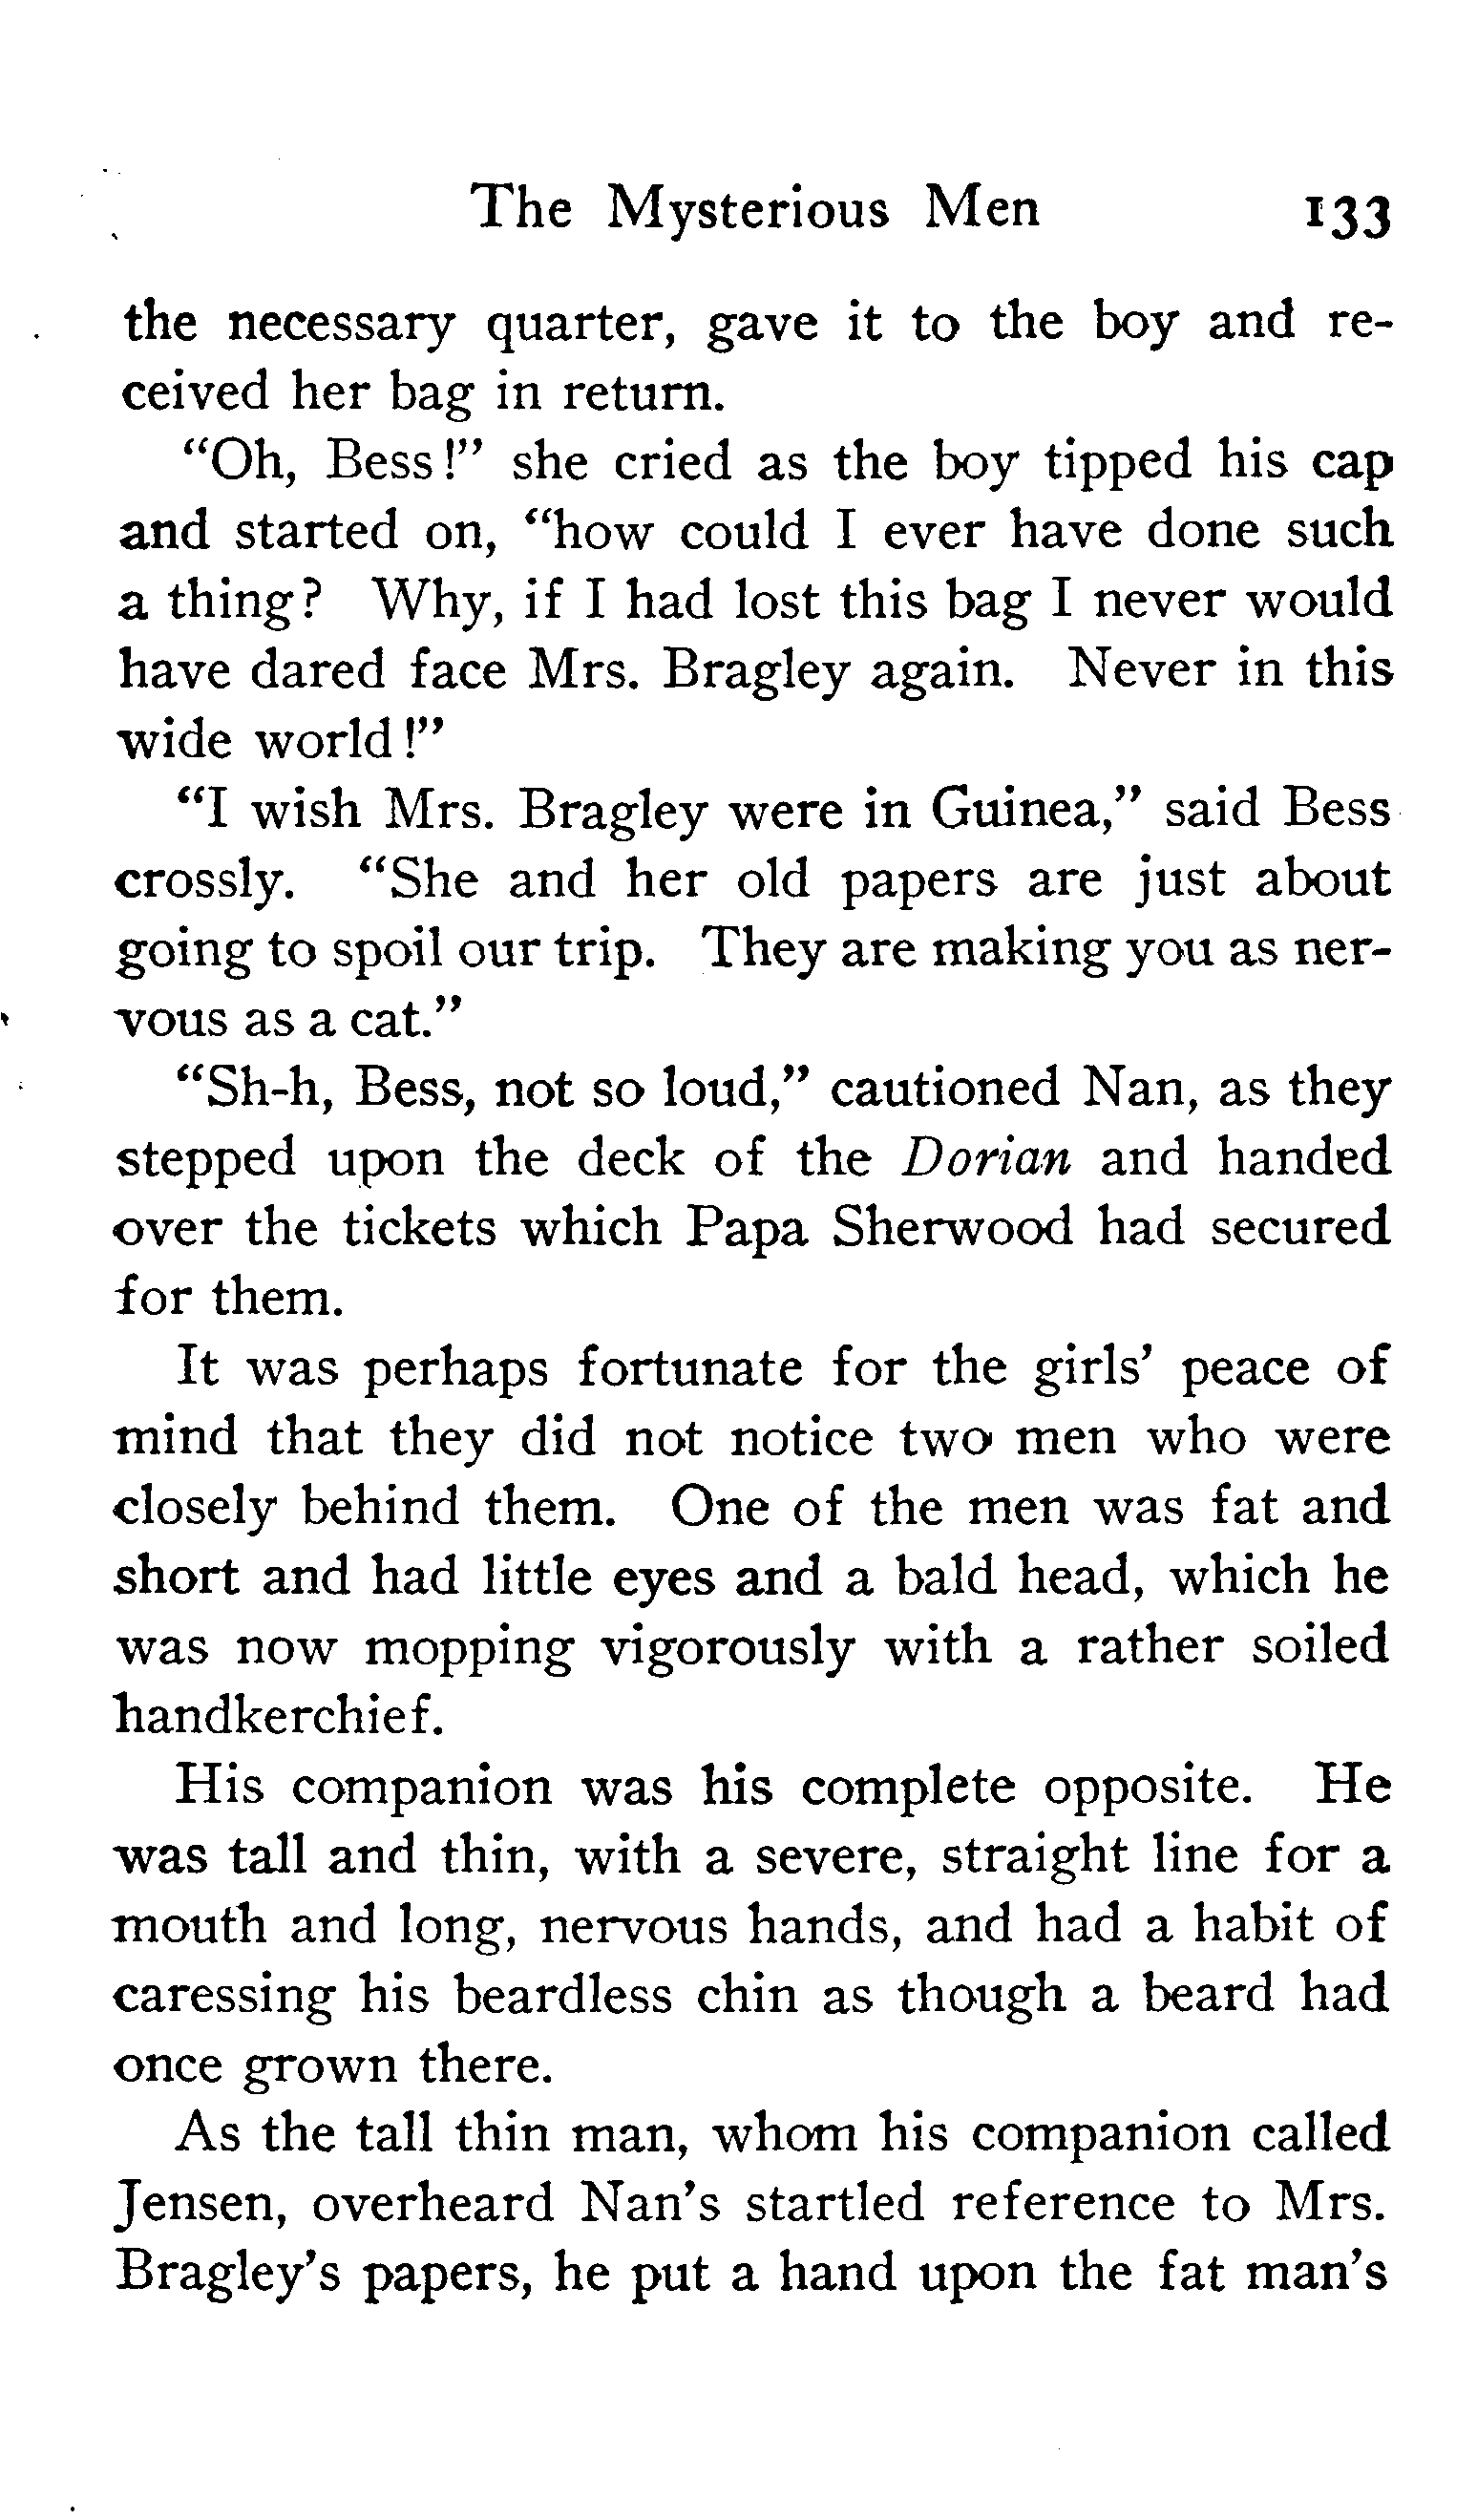 The Mysterious Men 133
the necessary quarter, gave it to the boy and re-
ceived her bag in return.
"Oh, Bess!" she cried as the boy tipped his cap
and started on, "how could I ever have done such
a thing? Why, if I had lost this bag I never would
have dared face Mrs. Bragley again. Never in this
wide world!"
"I wish Mrs. Bragley were in Guinea," said Bess
crossly. "She and her old papers are just about
going to spoil our trip. They are making you as ner-
vous as a cat."
"Sh-h, Bess, not so loud," cautioned Nan, as they
stepped upon the deck of the Dorian and handed
over the tickets which Papa Sherwood had secured
for them.
It was perhaps fortunate for the girls' peace of
mind that they did not notice two men who were
closely behind them. One of the men was fat and
short and had little eyes and a bald head, which he
was now mopping vigorously with a rather soiled
handkerchief.
His companion was his complete opposite. He
was tall and thin, with a severe, straight line for a
mouth and long, nervous hands, and had a habit of
caressing his beardless chin as though a beard had
once grown there.
As the tall thin man, whom his companion called
Jensen, overheard Nan's startled reference to Mrs.
Bragley's papers, he put a hand upon the fat man's